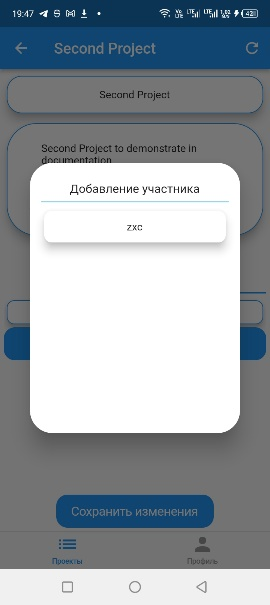 19:47
Second Project
Second Project
Second Project to demonstrate in
documentation
Добавление участника
zxc
Сохранить изменения
Проекты
Профиль